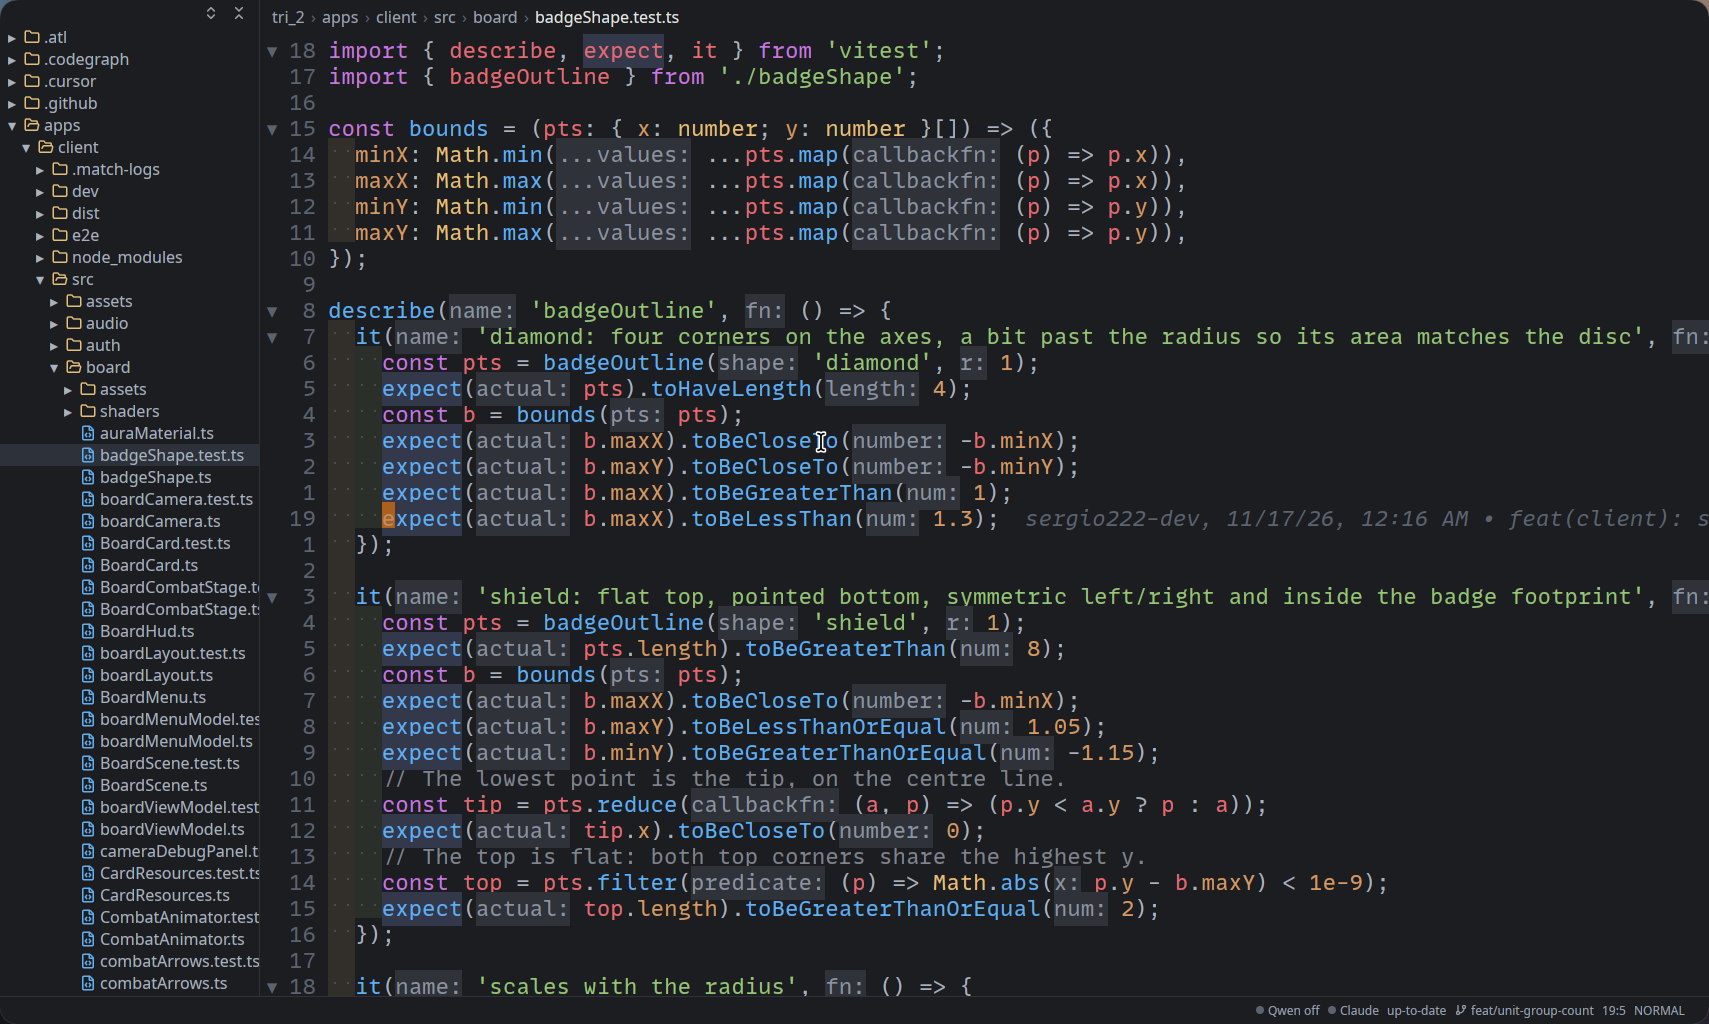 tri_2 › apps › client › src › board › badgeShape.test.ts
.atl
.codegraph
.cursor
.github
apps
client
.match-logs
dev
dist
e2e
node_modules
src
assets
audio
auth
board
assets
shaders
auraMaterial.ts
badgeShape.test.ts
badgeShape.ts
boardCamera.test.ts
boardCamera.ts
BoardCard.test.ts
BoardCard.ts
BoardCombatStage.te
BoardCombatStage.ts
BoardHud.ts
boardLayout.test.ts
boardLayout.ts
BoardMenu.ts
boardMenuModel.tes
boardMenuModel.ts
BoardScene.test.ts
BoardScene.ts
boardViewModel.test
boardViewModel.ts
cameraDebugPanel.t
CardResources.test.ts
CardResources.ts
CombatAnimator.test
CombatAnimator.ts
combatArrows.test.ts
combatArrows.ts
18 import { describe, expect, it } from 'vitest';
17 import { badgeOutline } from './badgeShape';
16
15 const bounds = (pts: { x: number; y: number }[]) => ({
14 minX: Math.min(...values: ...pts.map(callbackfn: (p) => p.x)),
13 maxX: Math.max(...values: ...pts.map(callbackfn: (p) => p.x)),
12 minY: Math.min(...values: ...pts.map(callbackfn: (p) => p.y)),
11 maxY: Math.max(...values: ...pts.map(callbackfn: (p) => p.y)),
10 });
9
8 describe(name: 'badgeOutline', fn: () => {
7 it(name: 'diamond: four corners on the axes, a bit past the radius so its area matches the disc', fn:
6 const pts = badgeOutline(shape: 'diamond', r: 1);
5 expect(actual: pts).toHaveLength(length: 4);
4 const b = bounds(pts: pts);
3 expect(actual: b.maxX).toBeCloseTo(number: -b.minX);
2 expect(actual: b.maxY).toBeCloseTo(number: -b.minY);
1 expect(actual: b.maxX).toBeGreaterThan(num: 1);
19 expect(actual: b.maxX).toBeLessThan(num: 1.3); sergio222-dev, 11/17/26, 12:16 AM • feat(client): s
1 });
2
3 it(name: 'shield: flat top, pointed bottom, symmetric left/right and inside the badge footprint', fn:
4 const pts = badgeOutline(shape: 'shield', r: 1);
5 expect(actual: pts.length).toBeGreaterThan(num: 8);
6 const b = bounds(pts: pts);
7 expect(actual: b.maxX).toBeCloseTo(number: -b.minX);
8 expect(actual: b.maxY).toBeLessThanOrEqual(num: 1.05);
9 expect(actual: b.minY).toBeGreaterThanOrEqual(num: -1.15);
10 // The lowest point is the tip, on the centre line.
11 const tip = pts.reduce(callbackfn: (a, p) => (p.y < a.y ? p : a));
12 expect(actual: tip.x).toBeCloseTo(number: 0);
13 // The top is flat: both top corners share the highest y.
14 const top = pts.filter(predicate: (p) => Math.abs(x: p.y - b.maxY) < 1e-9);
15 expect(actual: top.length).toBeGreaterThanOrEqual(num: 2);
16 });
17
18 it(name: 'scales with the radius', fn: () => {
Qwen off Claude up-to-date feat/unit-group-count 19:5 NORMAL